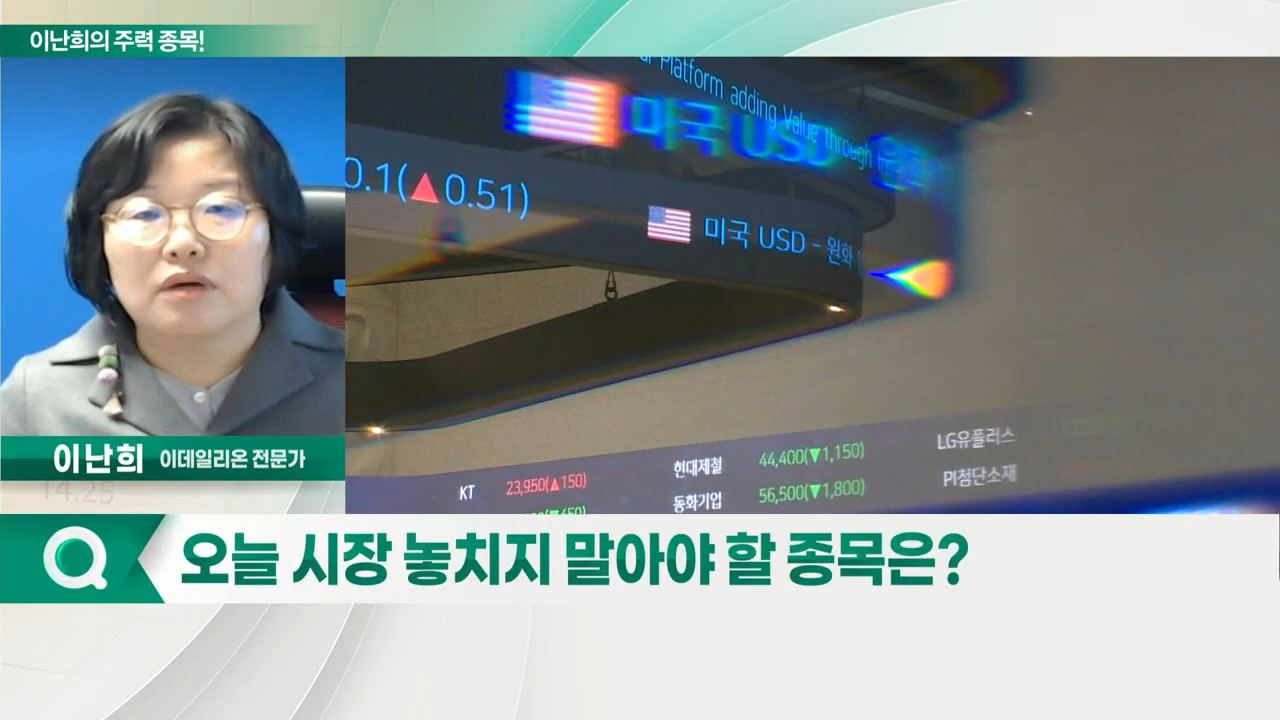 이난희의 주력 종목!
Platform adding Value through
미국 USD
0.1(▲0.51)
미국 USD - 원화
KT 23,950(▲150)
현대제철 44,400(▼1,150)
LG유플러스
동화기업 56,500(▼1,800)
PI첨단소재
이난희 이데일리온 전문가
14.25
오늘 시장 놓치지 말아야 할 종목은?